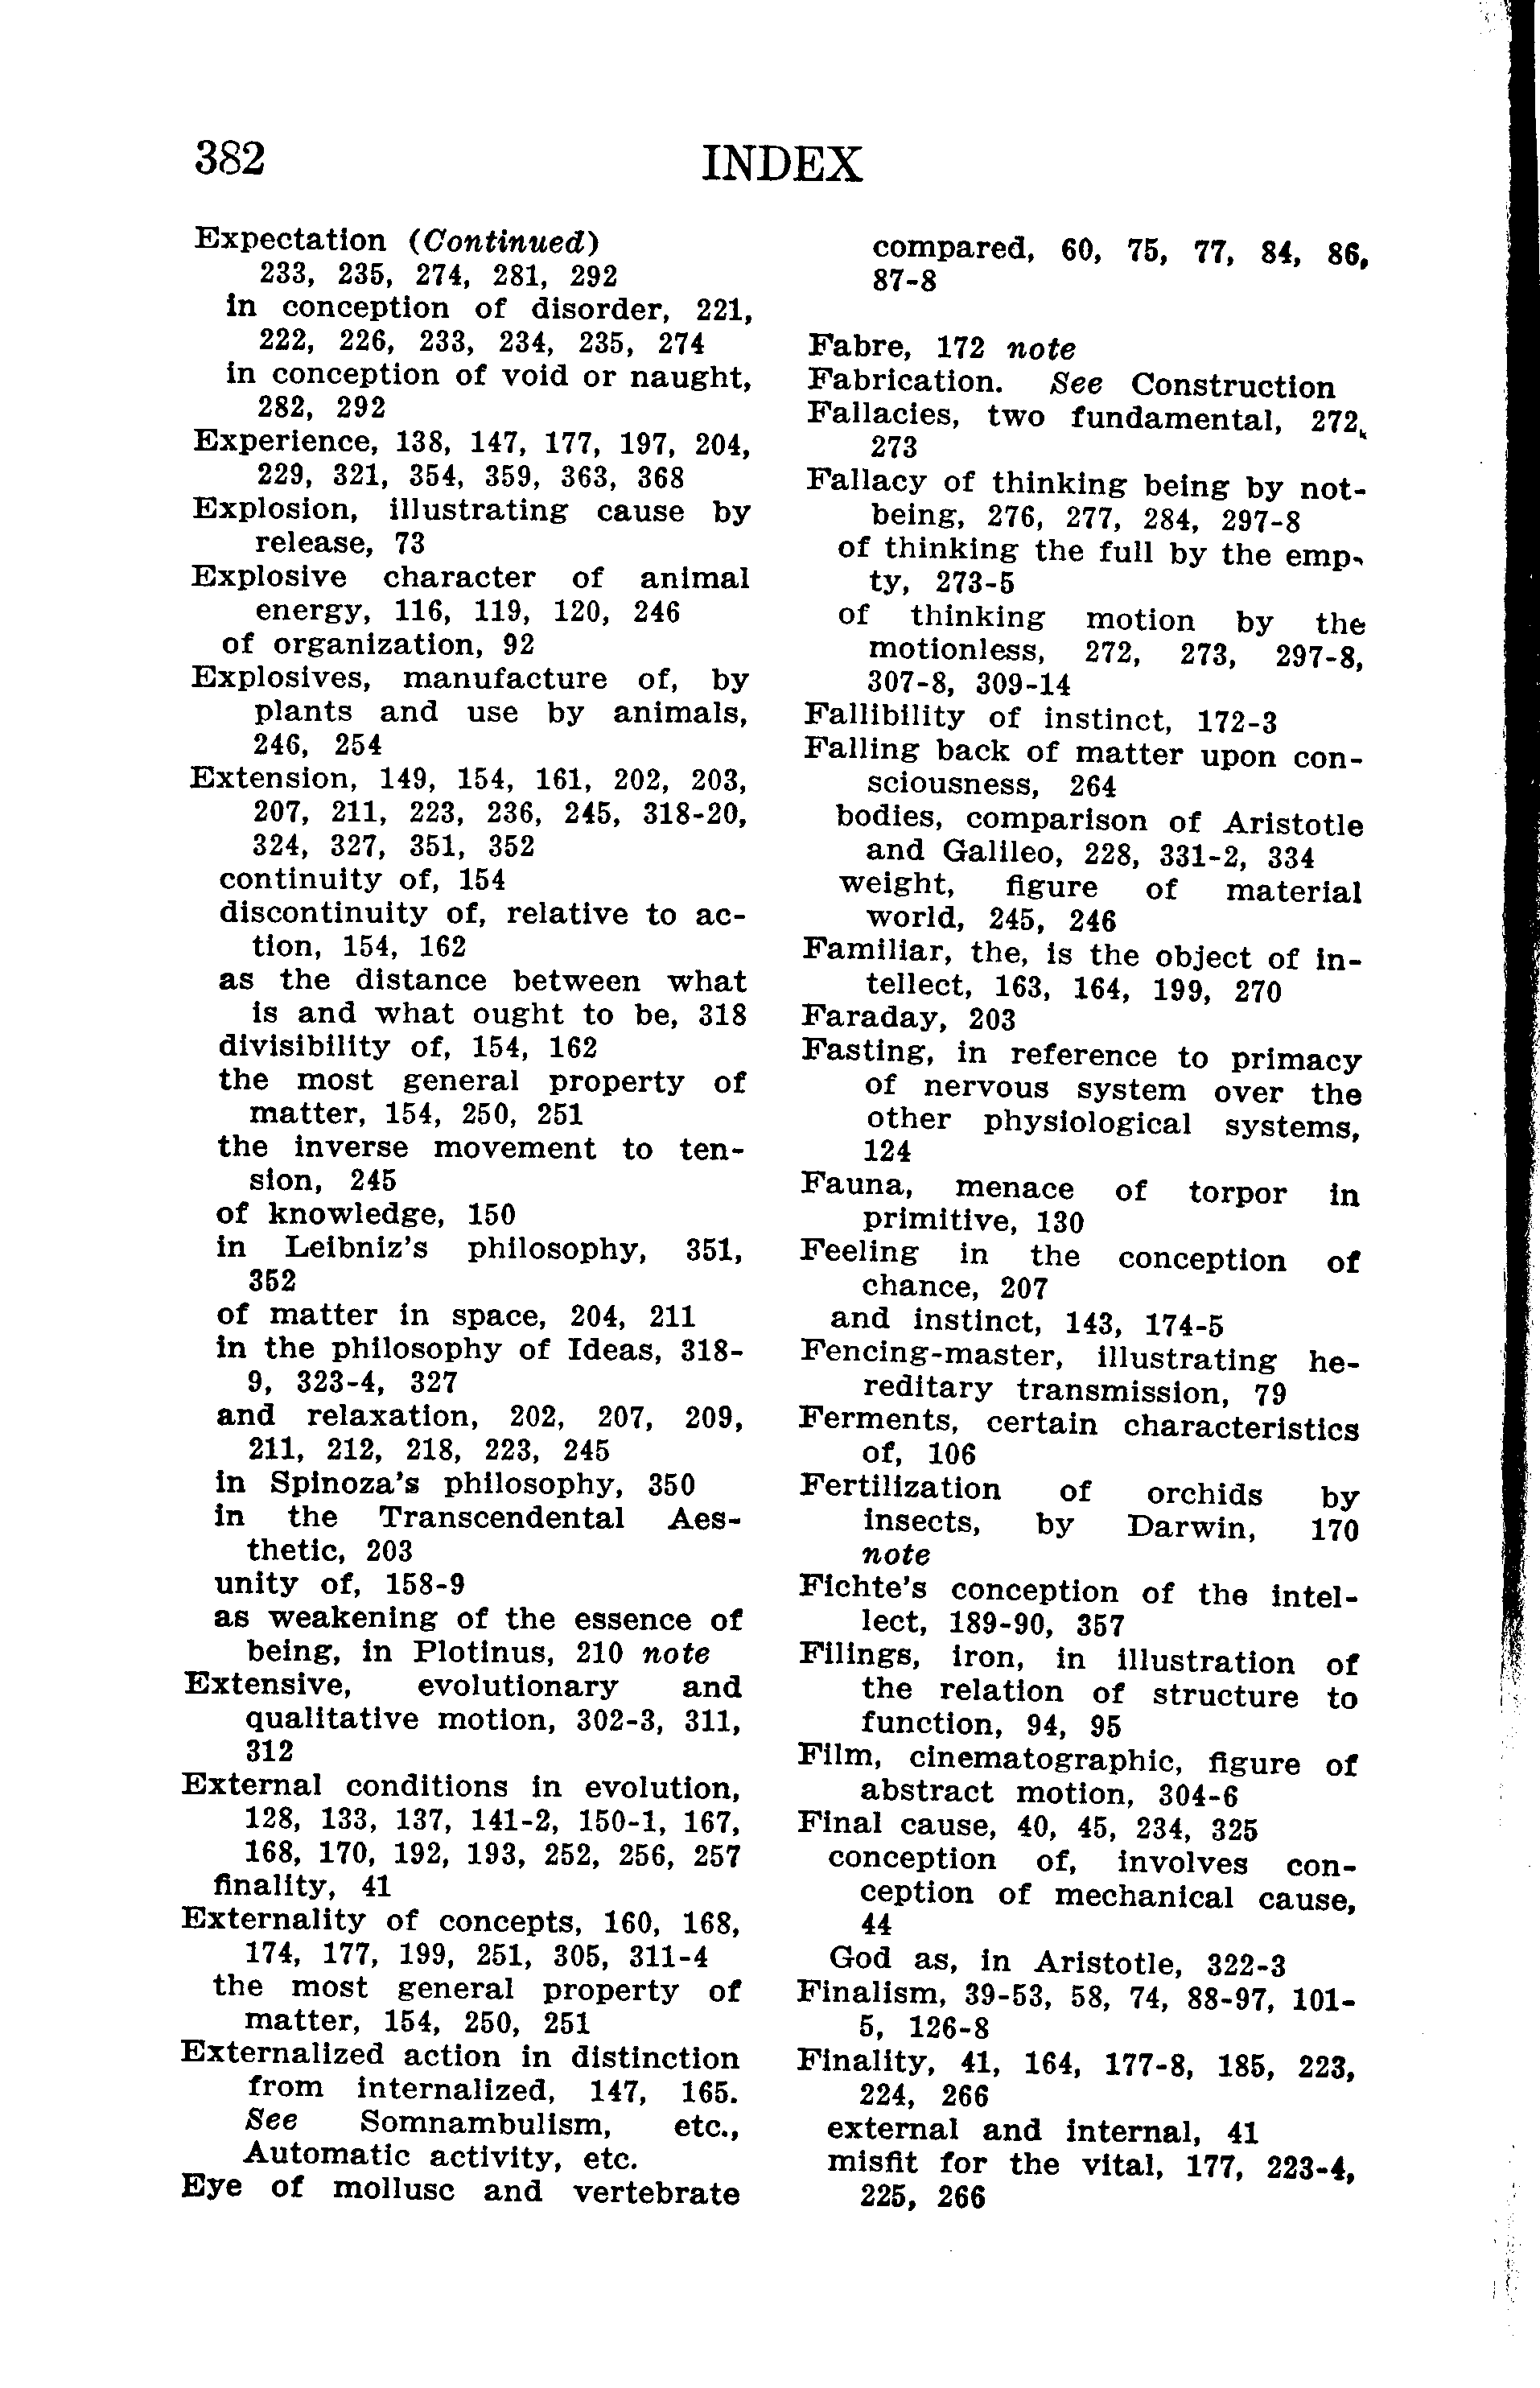 382 INDEX
Expectation (Continued)
233, 235, 274, 281, 292
in conception of disorder, 221,
222, 226, 233, 234, 235, 274
in conception of void or naught,
282, 292
Experience, 138, 147, 177, 197, 204,
229, 321, 354, 359, 363, 368
Explosion, illustrating cause by
release, 73
Explosive character of animal
energy, 116, 119, 120, 246
of organization, 92
Explosives, manufacture of, by
plants and use by animals,
246, 254
Extension, 149, 154, 161, 202, 203,
207, 211, 223, 236, 245, 318-20,
324, 327, 351, 352
continuity of, 154
discontinuity of, relative to ac-
tion, 154, 162
as the distance between what
is and what ought to be, 318
divisibility of, 154, 162
the most general property of
matter, 154, 250, 251
the inverse movement to ten-
sion, 245
of knowledge, 150
in Leibniz's philosophy, 351,
352
of matter in space, 204, 211
in the philosophy of Ideas, 318-
9, 323-4, 327
and relaxation, 202, 207, 209,
211, 212, 218, 223, 245
in Spinoza's philosophy, 350
in the Transcendental Aes-
thetic, 203
unity of, 158-9
as weakening of the essence of
being, in Plotinus, 210 note
Extensive, evolutionary and
qualitative motion, 302-3, 311,
312
External conditions in evolution,
128, 133, 137, 141-2, 150-1, 167,
168, 170, 192, 193, 252, 256, 257
finality, 41
Externality of concepts, 160, 168,
174, 177, 199, 251, 305, 311-4
the most general property of
matter, 154, 250, 251
Externalized action in distinction
from internalized, 147, 165.
See Somnambulism, etc.,
Automatic activity, etc.
Eye of mollusc and vertebrate
compared, 60, 75, 77, 84, 86,
87-8
Fabre, 172 note
Fabrication. See Construction
Fallacies, two fundamental, 272,
273
Fallacy of thinking being by not-
being, 276, 277, 284, 297-8
of thinking the full by the emp-
ty, 273-5
of thinking motion by the
motionless, 272, 273, 297-8,
307-8, 309-14
Fallibility of instinct, 172-3
Falling back of matter upon con-
sciousness, 264
bodies, comparison of Aristotle
and Galileo, 228, 331-2, 334
weight, figure of material
world, 245, 246
Familiar, the, is the object of in-
tellect, 163, 164, 199, 270
Faraday, 203
Fasting, in reference to primacy
of nervous system over the
other physiological systems,
124
Fauna, menace of torpor in
primitive, 130
Feeling in the conception of
chance, 207
and instinct, 143, 174-5
Fencing-master, illustrating he-
reditary transmission, 79
Ferments, certain characteristics
of, 106
Fertilization of orchids by
insects, by Darwin, 170
note
Fichte's conception of the intel-
lect, 189-90, 357
Filings, iron, in illustration of
the relation of structure to
function, 94, 95
Film, cinematographic, figure of
abstract motion, 304-6
Final cause, 40, 45, 234, 325
conception of, involves con-
ception of mechanical cause,
44
God as, in Aristotle, 322-3
Finalism, 39-53, 58, 74, 88-97, 101-
5, 126-8
Finality, 41, 164, 177-8, 185, 223,
224, 266
external and internal, 41
misfit for the vital, 177, 223-4,
225, 266